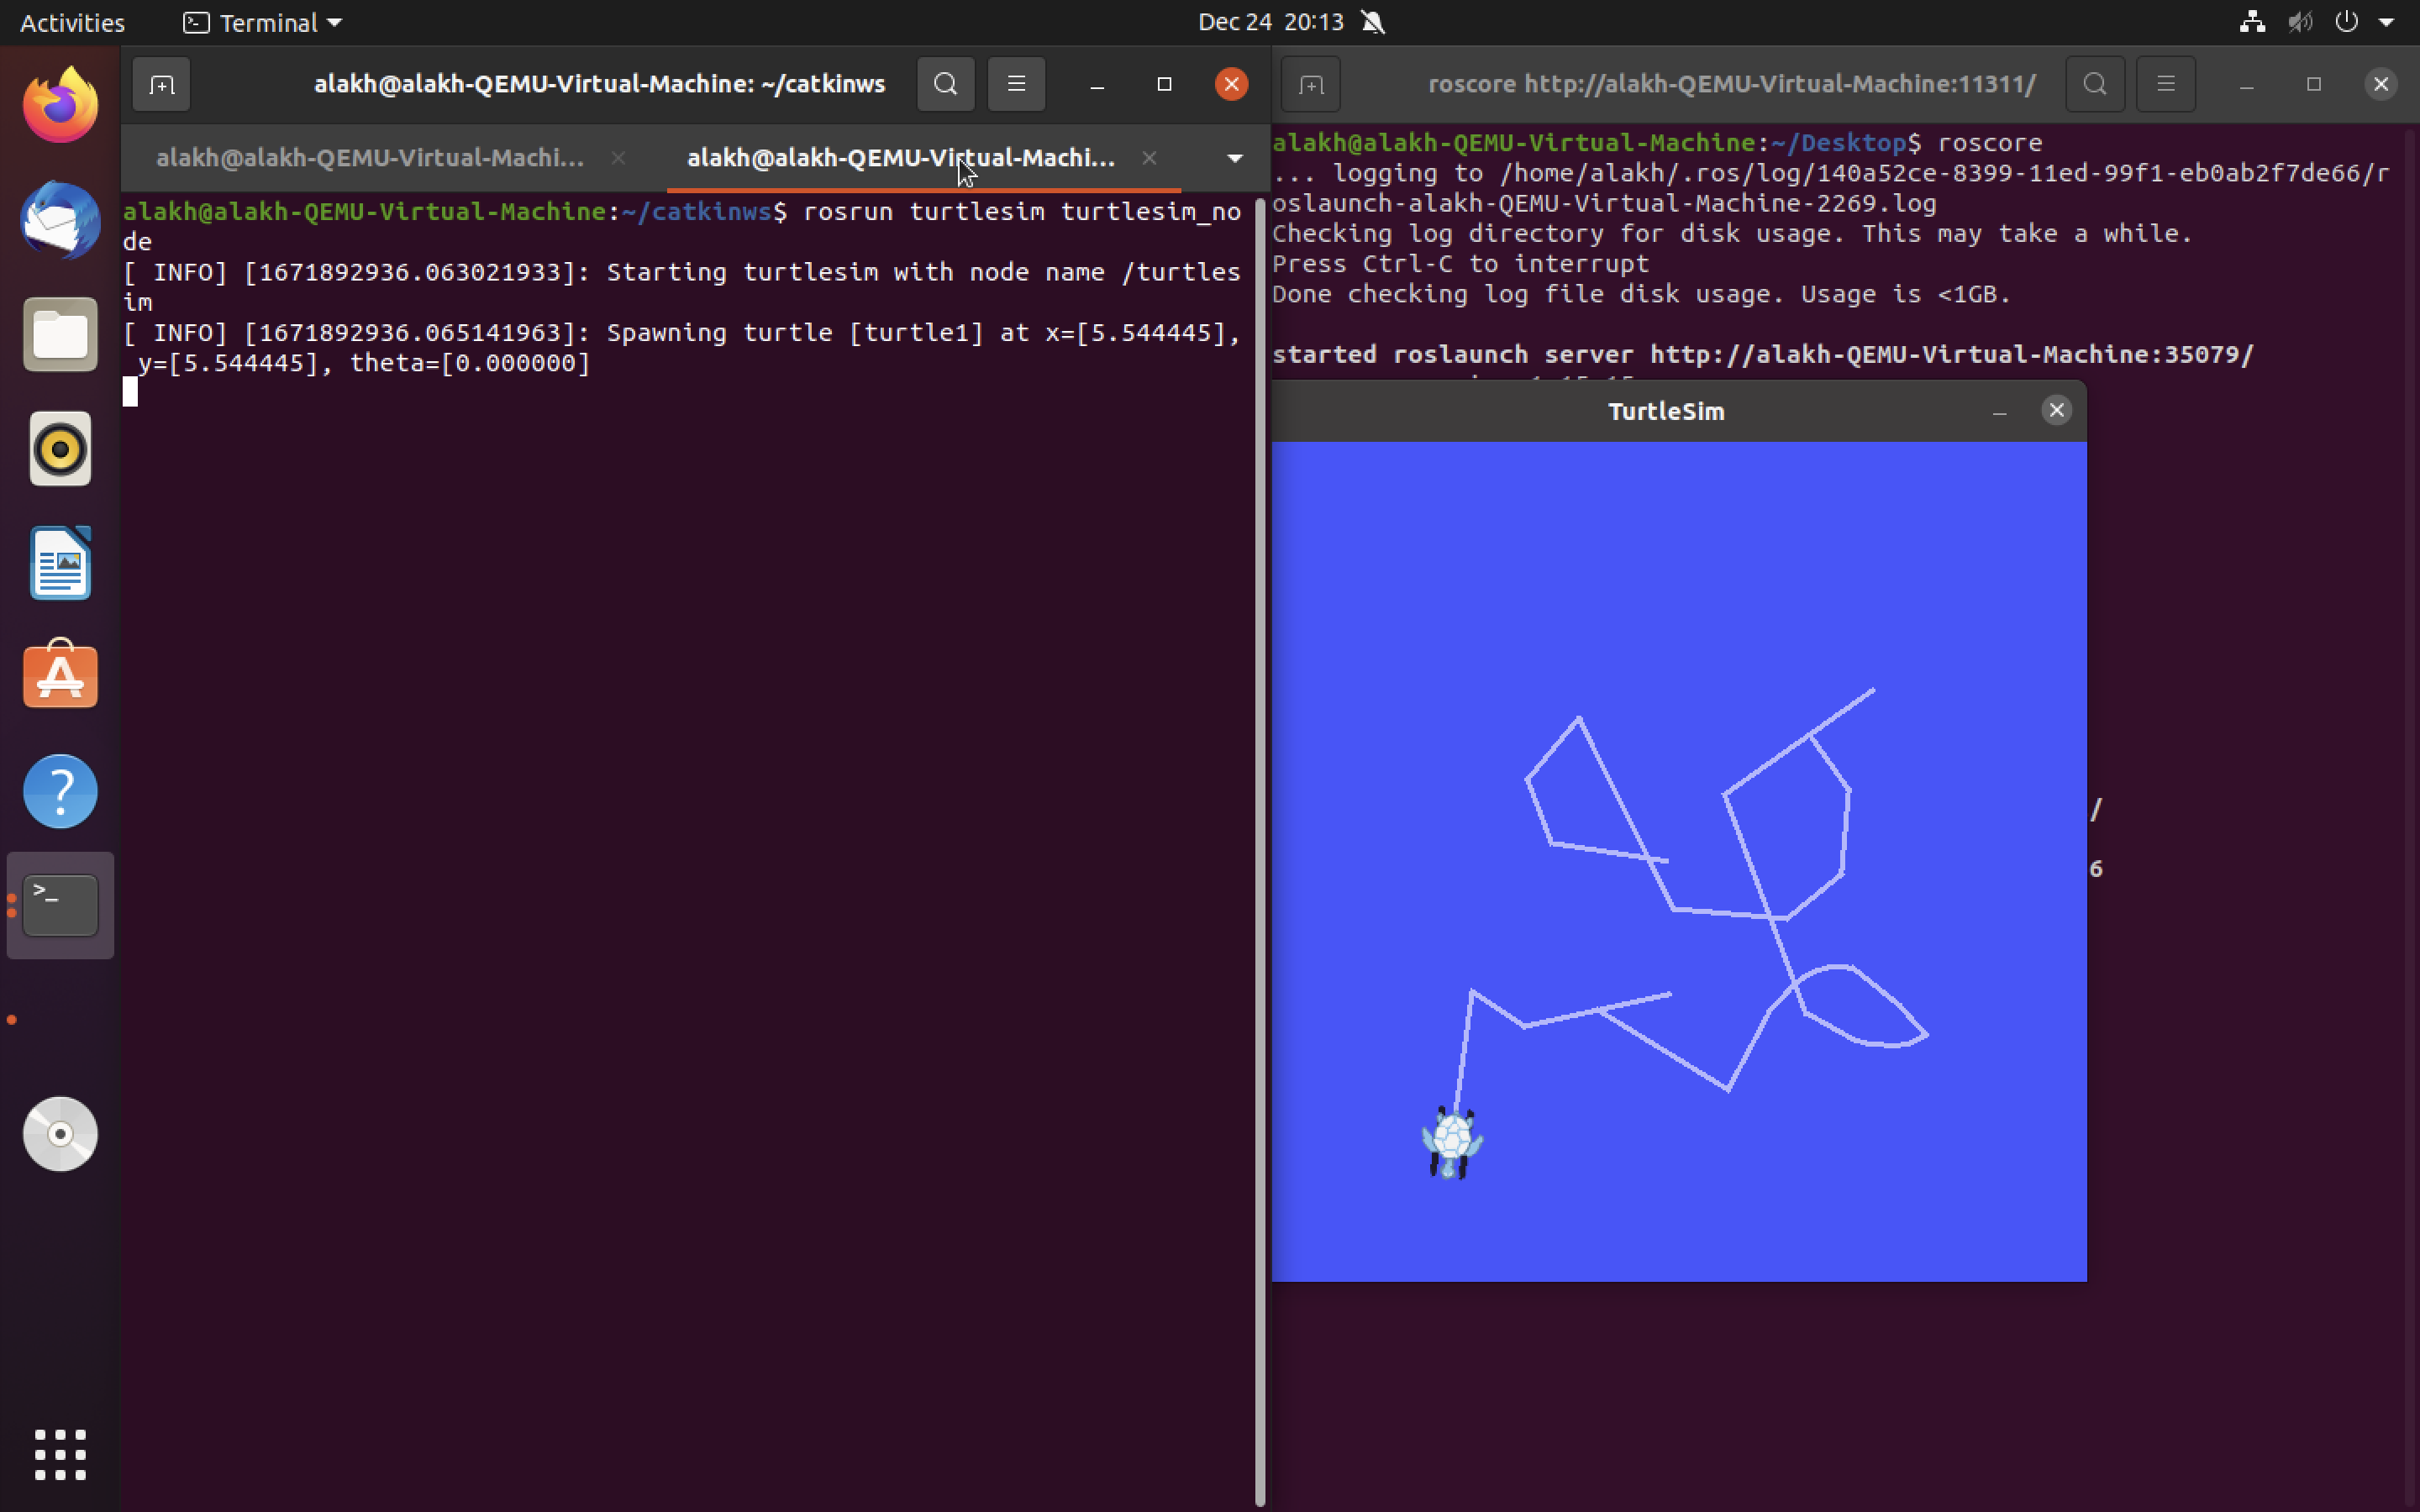 Activities
Terminal
Dec 24 20:13
alakh@alakh-QEMU-Virtual-Machine: ~/catkinws
alakh@alakh-QEMU-Virtual-Machi...
alakh@alakh-QEMU-Virtual-Machi...
alakh@alakh-QEMU-Virtual-Machine:~/catkinws$ rosrun turtlesim turtlesim_no
de
[ INFO] [1671892936.063021933]: Starting turtlesim with node name /turtles
im
[ INFO] [1671892936.065141963]: Spawning turtle [turtle1] at x=[5.544445],
 y=[5.544445], theta=[0.000000]
roscore http://alakh-QEMU-Virtual-Machine:11311/
alakh@alakh-QEMU-Virtual-Machine:~/Desktop$ roscore
... logging to /home/alakh/.ros/log/140a52ce-8399-11ed-99f1-eb0ab2f7de66/r
oslaunch-alakh-QEMU-Virtual-Machine-2269.log
Checking log directory for disk usage. This may take a while.
Press Ctrl-C to interrupt
Done checking log file disk usage. Usage is <1GB.
started roslaunch server http://alakh-QEMU-Virtual-Machine:35079/
TurtleSim
/
6